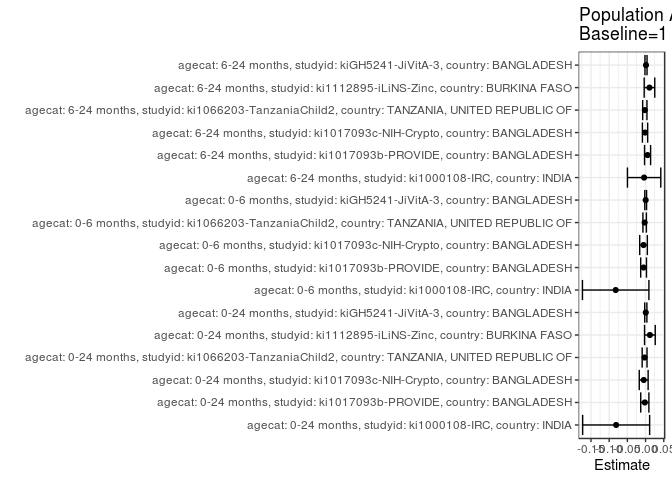 Population A
Baseline=1
agecat: 6-24 months, studyid: kiGH5241-JiVitA-3, country: BANGLADESH
agecat: 6-24 months, studyid: ki1112895-iLiNS-Zinc, country: BURKINA FASO
agecat: 6-24 months, studyid: ki1066203-TanzaniaChild2, country: TANZANIA, UNITED REPUBLIC OF
agecat: 6-24 months, studyid: ki1017093c-NIH-Crypto, country: BANGLADESH
agecat: 6-24 months, studyid: ki1017093b-PROVIDE, country: BANGLADESH
agecat: 6-24 months, studyid: ki1000108-IRC, country: INDIA
agecat: 0-6 months, studyid: kiGH5241-JiVitA-3, country: BANGLADESH
agecat: 0-6 months, studyid: ki1066203-TanzaniaChild2, country: TANZANIA, UNITED REPUBLIC OF
agecat: 0-6 months, studyid: ki1017093c-NIH-Crypto, country: BANGLADESH
agecat: 0-6 months, studyid: ki1017093b-PROVIDE, country: BANGLADESH
agecat: 0-6 months, studyid: ki1000108-IRC, country: INDIA
agecat: 0-24 months, studyid: kiGH5241-JiVitA-3, country: BANGLADESH
agecat: 0-24 months, studyid: ki1112895-iLiNS-Zinc, country: BURKINA FASO
agecat: 0-24 months, studyid: ki1066203-TanzaniaChild2, country: TANZANIA, UNITED REPUBLIC OF
agecat: 0-24 months, studyid: ki1017093c-NIH-Crypto, country: BANGLADESH
agecat: 0-24 months, studyid: ki1017093b-PROVIDE, country: BANGLADESH
agecat: 0-24 months, studyid: ki1000108-IRC, country: INDIA
-0.15 -0.10 -0.05 0.00 0.05
Estimate